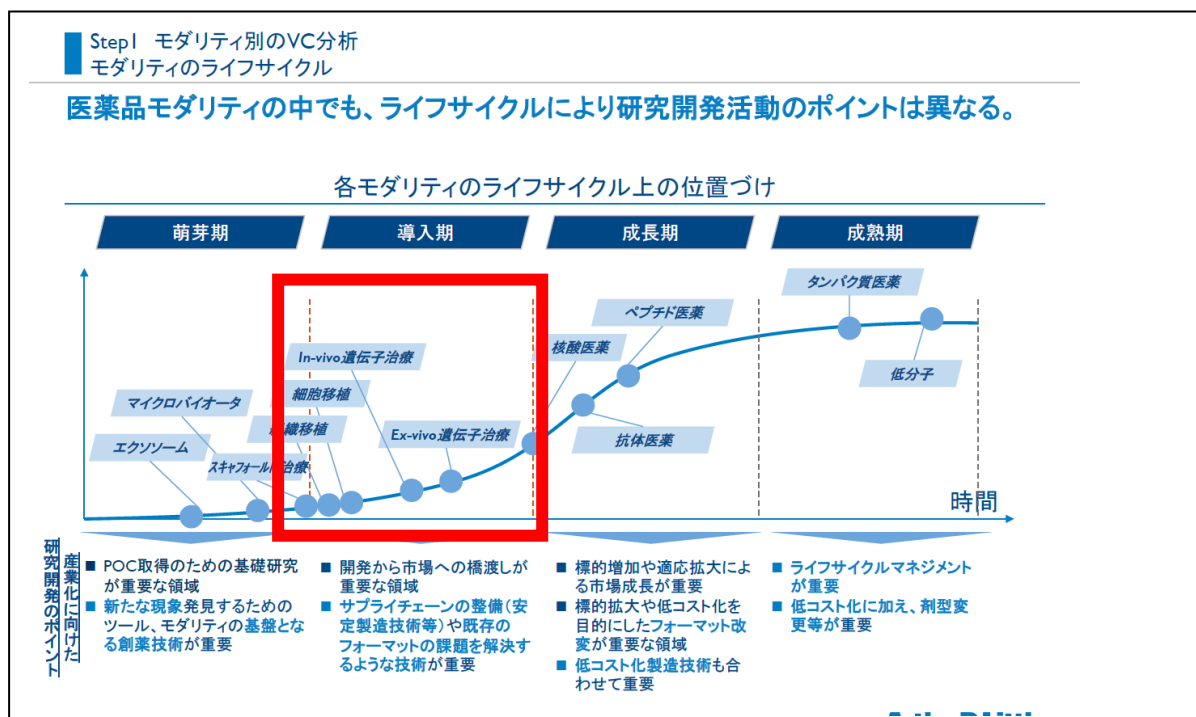 Step1 モダリティ別のVC分析
モダリティのライフサイクル
医薬品モダリティの中でも、ライフサイクルにより研究開発活動のポイントは異なる。
各モダリティのライフサイクル上の位置づけ
萌芽期
導入期
成長期
成熟期
タンパク質医薬
ペプチド医薬
核酸医薬
In-vivo遺伝子治療
低分子
細胞移植
マイクロバイオータ
織移植
Ex-vivo遺伝子治療
抗体医薬
エクソソーム
スキャフォール 治療
時間
産業化に向けた
研究開発のポイント
■ POC取得のための基礎研究
が重要な領域
■ 新たな現象発見するための
ツール、モダリティの基盤とな
る創薬技術が重要
■ 開発から市場への橋渡しが
重要な領域
■ サプライチェーンの整備(安
定製造技術等)や既存の
フォーマットの課題を解決す
るような技術が重要
■ 標的増加や適応拡大によ
る市場成長が重要
■ 標的拡大や低コスト化を
目的にしたフォーマット改
変が重要な領域
■ 低コスト化製造技術も合
わせて重要
■ ライフサイクルマネジメント
が重要
■ 低コスト化に加え、剤型変
更等が重要